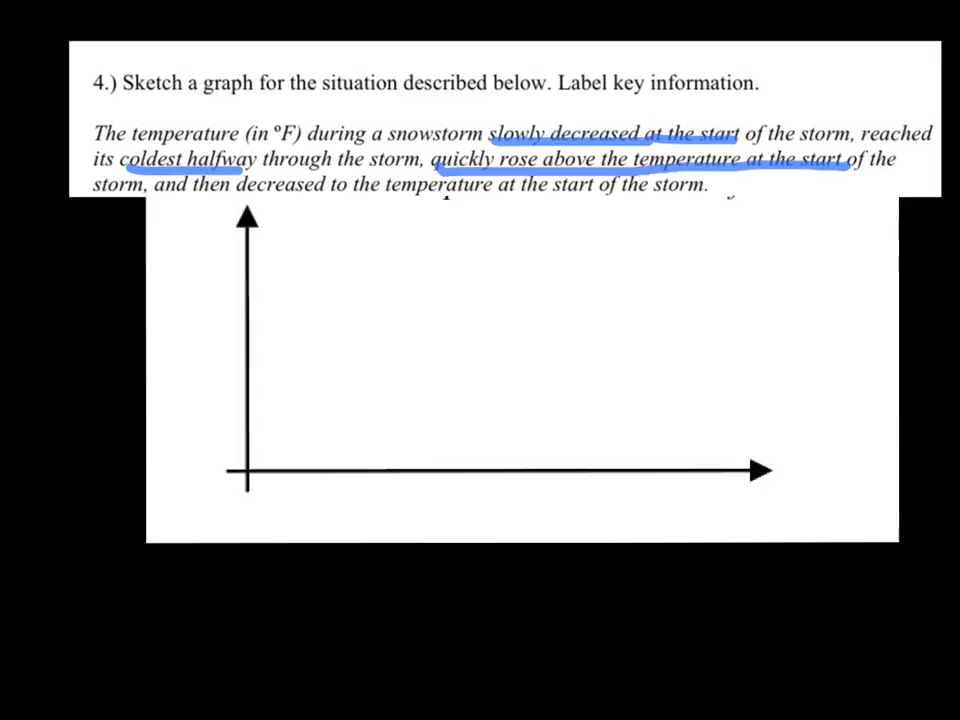 4.) Sketch a graph for the situation described below. Label key information.
The temperature (in °F) during a snowstorm slowly decreased at the start of the storm, reached
its coldest halfway through the storm, quickly rose above the temperature at the start of the
storm, and then decreased to the temperature at the start of the storm.